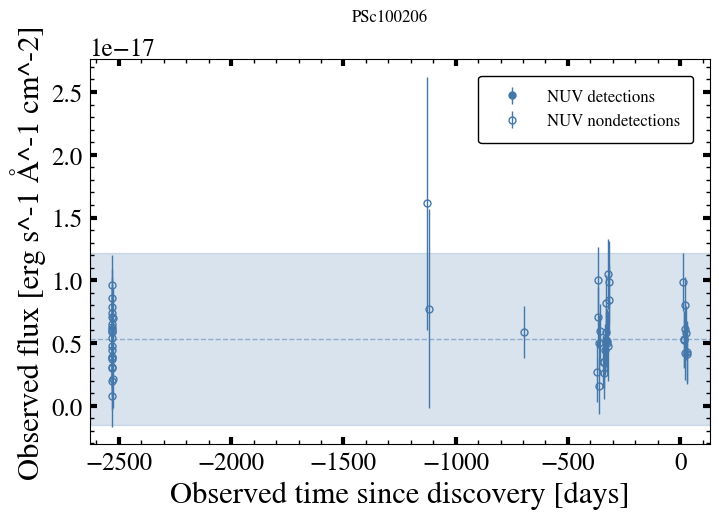 PSc100206
1e−17
NUV detections
NUV nondetections
Observed flux [erg s^-1 Å^-1 cm^-2]
2.5
2.0
1.5
1.0
0.5
0.0
−2500 −2000 −1500 −1000 −500 0
Observed time since discovery [days]